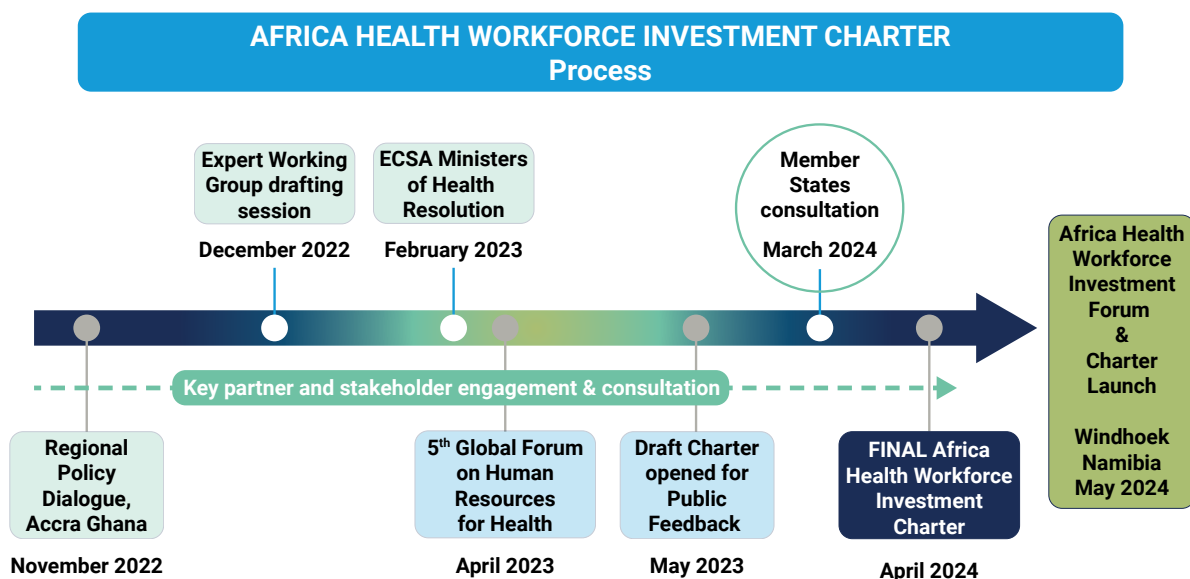 AFRICA HEALTH WORKFORCE INVESTMENT CHARTER
Process
Expert Working
Group drafting
session
December 2022
ECSA Ministers
of Health
Resolution
February 2023
Member
States
consultation
March 2024
Africa Health
Workforce
Investment
Forum
&
Charter
Launch
Windhoek
Namibia
May 2024
Key partner and stakeholder engagement & consultation
Regional
Policy
Dialogue,
Accra Ghana
November 2022
5th Global Forum
on Human
Resources
for Health
April 2023
Draft Charter
opened for
Public
Feedback
May 2023
FINAL Africa
Health Workforce
Investment
Charter
April 2024